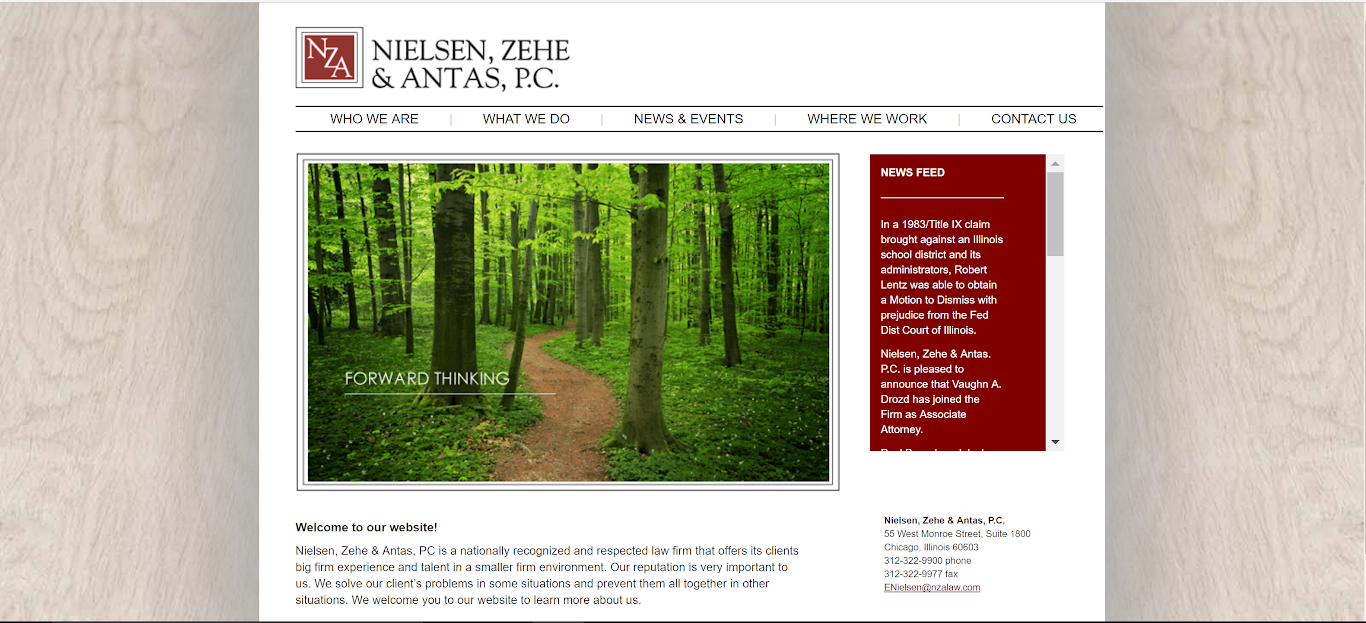 NZA
NIELSEN, ZEHE
& ANTAS, P.C.
WHO WE ARE | WHAT WE DO | NEWS & EVENTS | WHERE WE WORK | CONTACT US
FORWARD THINKING
NEWS FEED
In a 1983/Title IX claim
brought against an Illinois
school district and its
administrators, Robert
Lentz was able to obtain
a Motion to Dismiss with
prejudice from the Fed
Dist Court of Illinois.
Nielsen, Zehe & Antas.
P.C. is pleased to
announce that Vaughn A.
Drozd has joined the
Firm as Associate
Attorney.
Welcome to our website!
Nielsen, Zehe & Antas, PC is a nationally recognized and respected law firm that offers its clients
big firm experience and talent in a smaller firm environment. Our reputation is very important to
us. We solve our client's problems in some situations and prevent them all together in other
situations. We welcome you to our website to learn more about us.
Nielsen, Zehe & Antas, P.C.
55 West Monroe Street, Suite 1800
Chicago, Illinois 60603
312-322-9900 phone
312-322-9977 fax
ENielsen@nzalaw.com